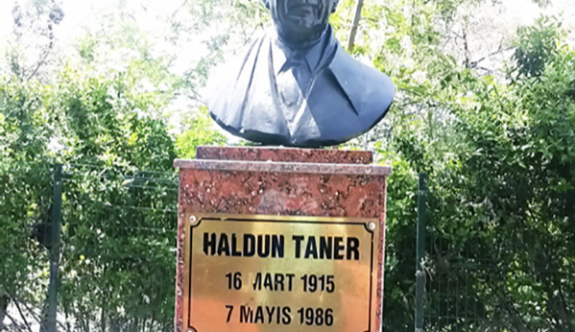 HALDUN TANER
16 MART 1915
7 MAYIS 1986